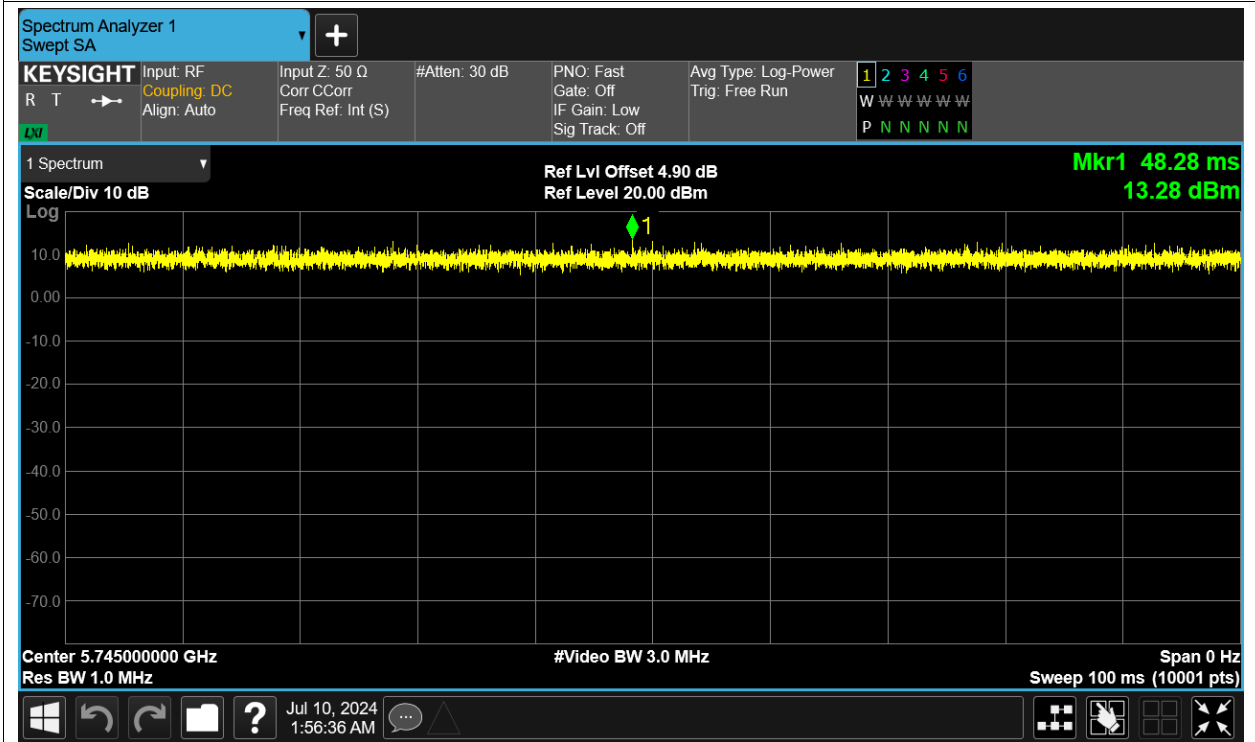 Spectrum Analyzer 1
Swept SA
KEYSIGHT
R T
LXI
Input: RF
Coupling: DC
Align: Auto
Input Z: 50 Ω
Corr CCorr
Freq Ref: Int (S)
#Atten: 30 dB
PNO: Fast
Gate: Off
IF Gain: Low
Sig Track: Off
Avg Type: Log-Power
Trig: Free Run
1 2 3 4 5 6
W W W W W W
P N N N N N
1 Spectrum
Scale/Div 10 dB
Log
Ref Lvl Offset 4.90 dB
Ref Level 20.00 dBm
Mkr1 48.28 ms
13.28 dBm
1
10.0
0.00
-10.0
-20.0
-30.0
-40.0
-50.0
-60.0
-70.0
Center 5.745000000 GHz
Res BW 1.0 MHz
#Video BW 3.0 MHz
Span 0 Hz
Sweep 100 ms (10001 pts)
?
Jul 10, 2024
1:56:36 AM